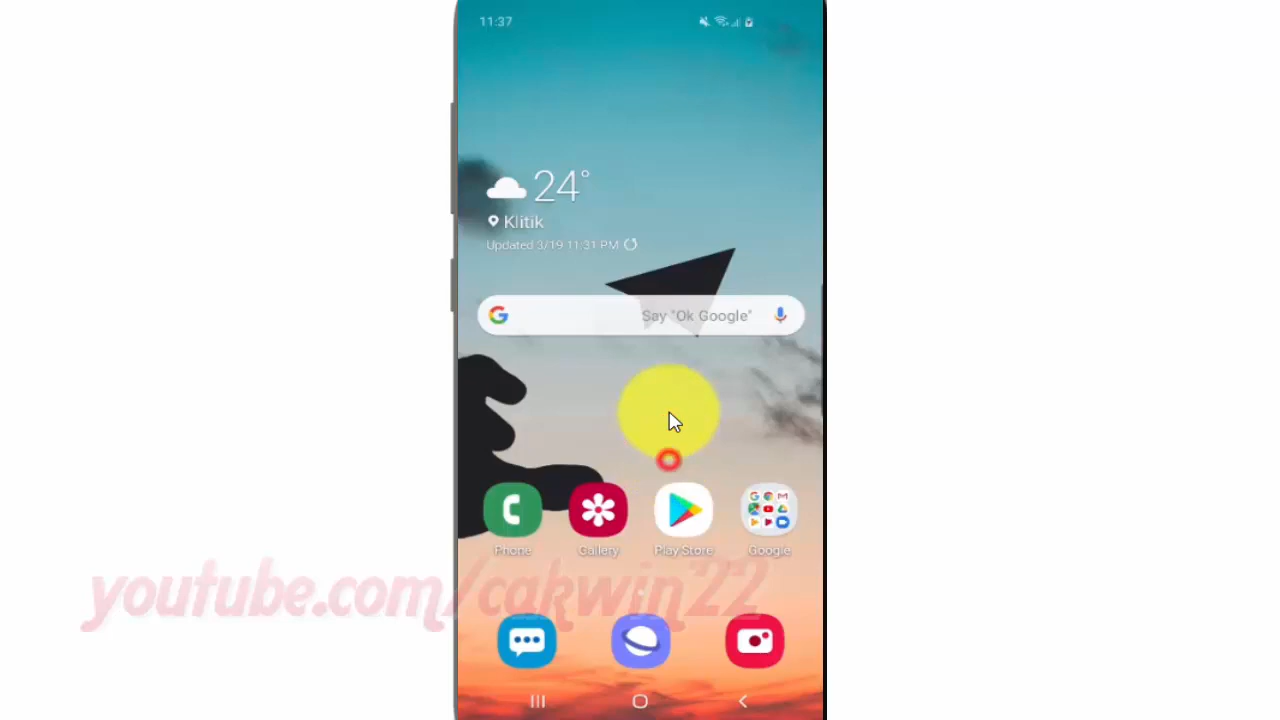 11:37
24°
Klitik
Updated 3/19 11:31 PM
Say "Ok Google"
Phone
Gallery
Play Store
Google
youtube.com/cakwin22